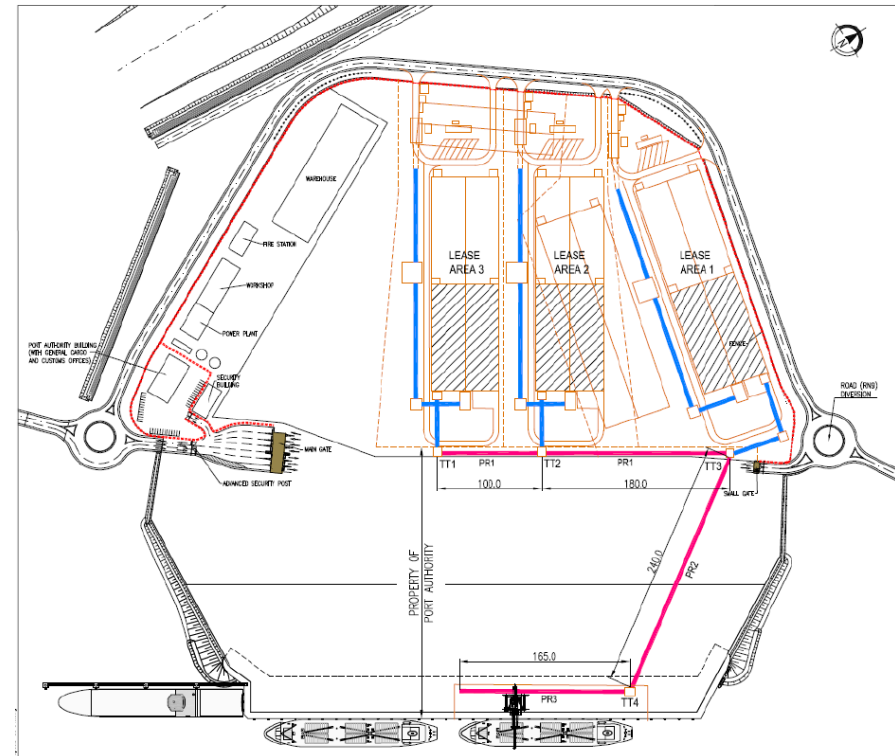 N
WAREHOUSE
FIRE STATION
WORKSHOP
POWER PLANT
PORT AUTHORITY BUILDING
(WITH GENERAL CARGO
AND CUSTOMS OFFICES)
SECURITY
BUILDING
MAIN GATE
ADVANCED SECURITY POST
LEASE
AREA 3
LEASE
AREA 2
LEASE
AREA 1
FENCE
ROAD (RN9)
DIVERSION
SMALL GATE
TT1
PR1
TT2
PR1
TT3
100.0
180.0
240.0
PR2
PROPERTY OF
PORT AUTHORITY
165.0
PR3
TT4